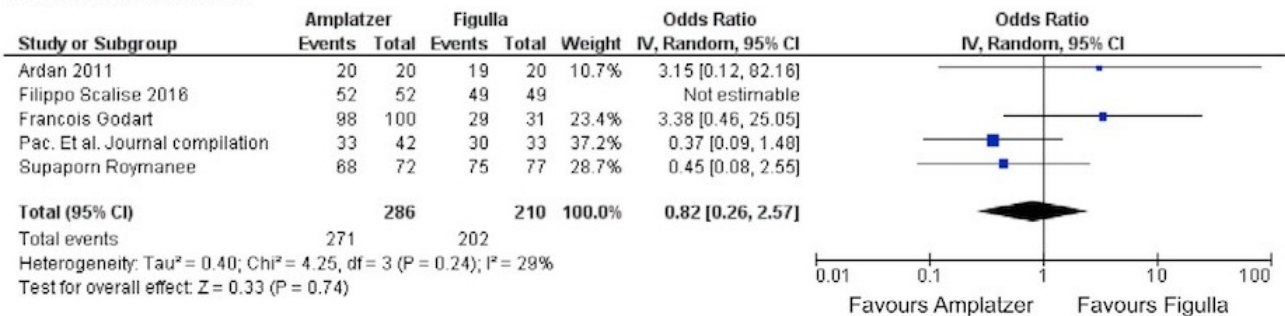 Amplatzer Figulla Odds Ratio Odds Ratio
Study or Subgroup Events Total Events Total Weight IV, Random, 95% CI IV, Random, 95% CI
Ardan 2011 20 20 19 20 10.7% 3.15 [0.12, 82.16]
Filippo Scalise 2016 52 52 49 49 Not estimable
Francois Godart 98 100 29 31 23.4% 3.38 [0.46, 25.05]
Pac. Et al. Journal compilation 33 42 30 33 37.2% 0.37 [0.09, 1.48]
Supaporn Roymanee 68 72 75 77 28.7% 0.45 [0.08, 2.55]
Total (95% CI) 286 210 100.0% 0.82 [0.26, 2.57]
Total events 271 202
Heterogeneity: Tau² = 0.40; Chi² = 4.25, df = 3 (P = 0.24); I² = 29%
Test for overall effect: Z = 0.33 (P = 0.74)
0.01 0.1 1 10 100
Favours Amplatzer Favours Figulla